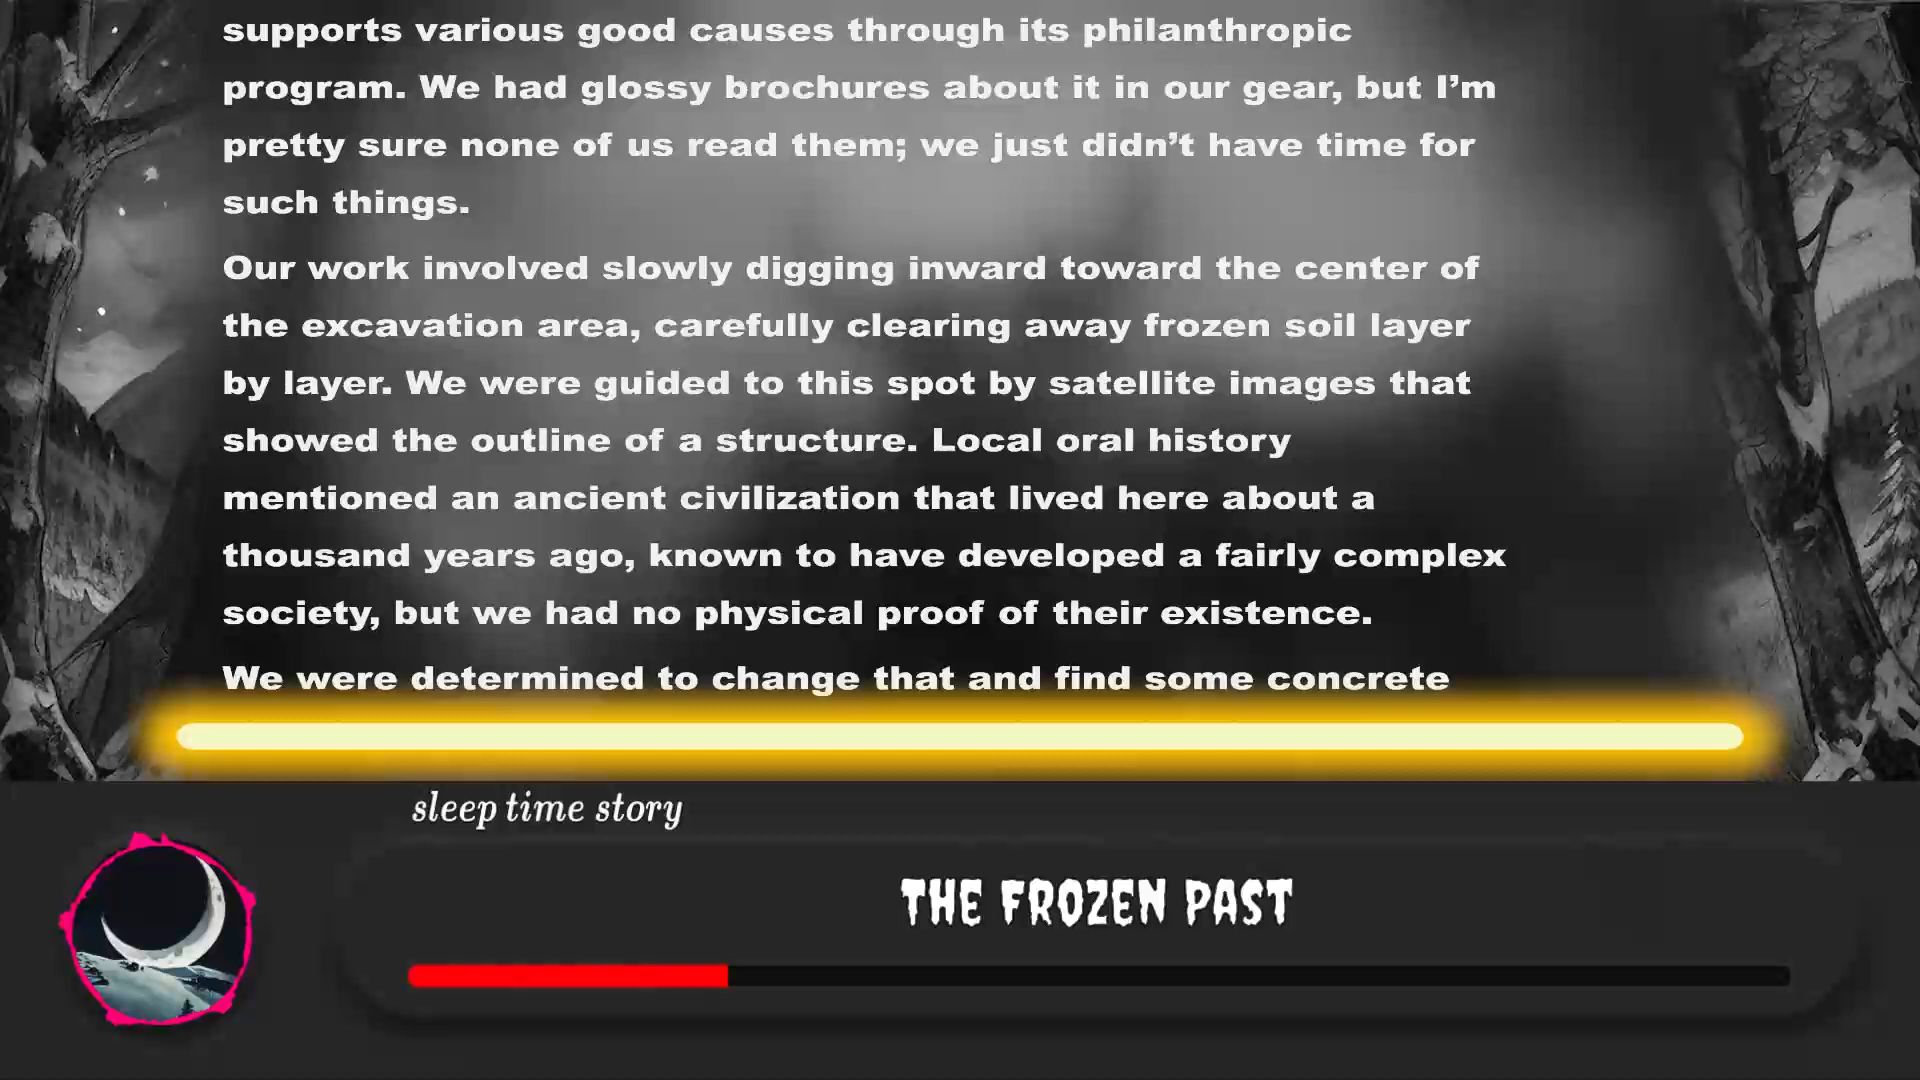 supports various good causes through its philanthropic
program. We had glossy brochures about it in our gear, but I’m
pretty sure none of us read them; we just didn’t have time for
such things.
Our work involved slowly digging inward toward the center of
the excavation area, carefully clearing away frozen soil layer
by layer. We were guided to this spot by satellite images that
showed the outline of a structure. Local oral history
mentioned an ancient civilization that lived here about a
thousand years ago, known to have developed a fairly complex
society, but we had no physical proof of their existence.
We were determined to change that and find some concrete
sleep time story
THE FROZEN PAST